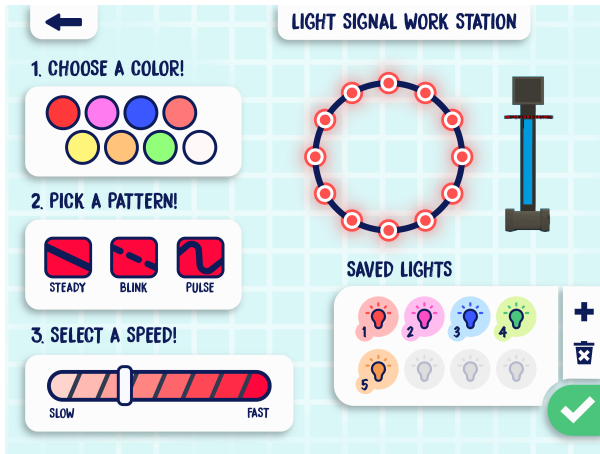 LIGHT SIGNAL WORK STATION
1. CHOOSE A COLOR!
2. PICK A PATTERN!
STEADY BLINK PULSE
3. SELECT A SPEED!
SLOW FAST
SAVED LIGHTS
1 2 3 4
5